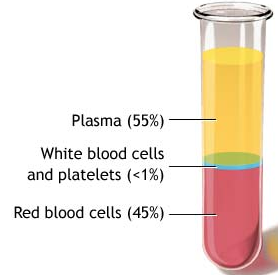 Plasma (55%)
White blood cells
and platelets (<1%)
Red blood cells (45%)